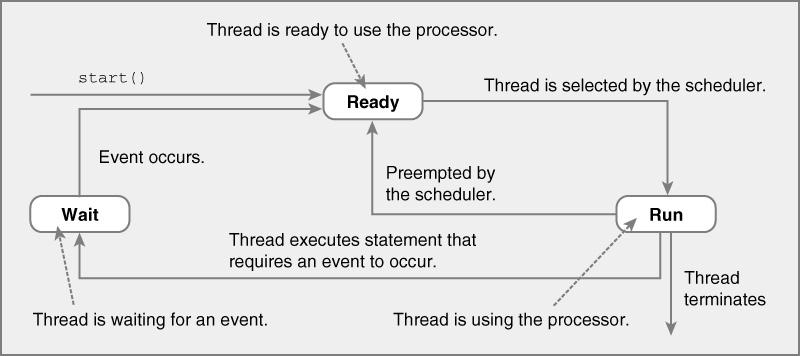 Thread is ready to use the processor.
start()
Ready
Thread is selected by the scheduler.
Event occurs.
Preempted by
the scheduler.
Wait
Run
Thread executes statement that
requires an event to occur.
Thread
terminates
Thread is waiting for an event.
Thread is using the processor.